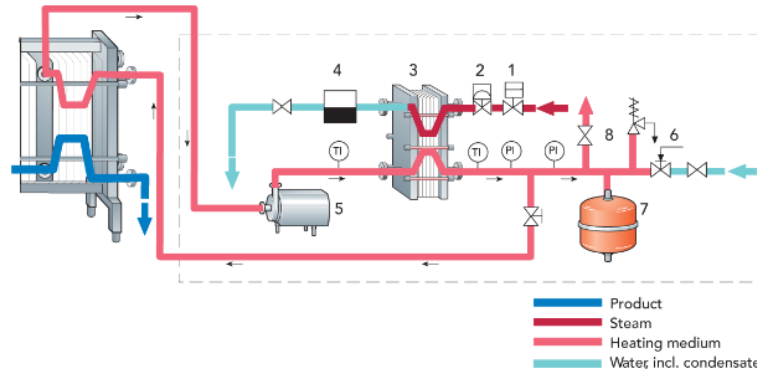 4
3
2
1
TI
TI
PI
PI
8
6
5
7
Product
Steam
Heating medium
Water, incl. condensate